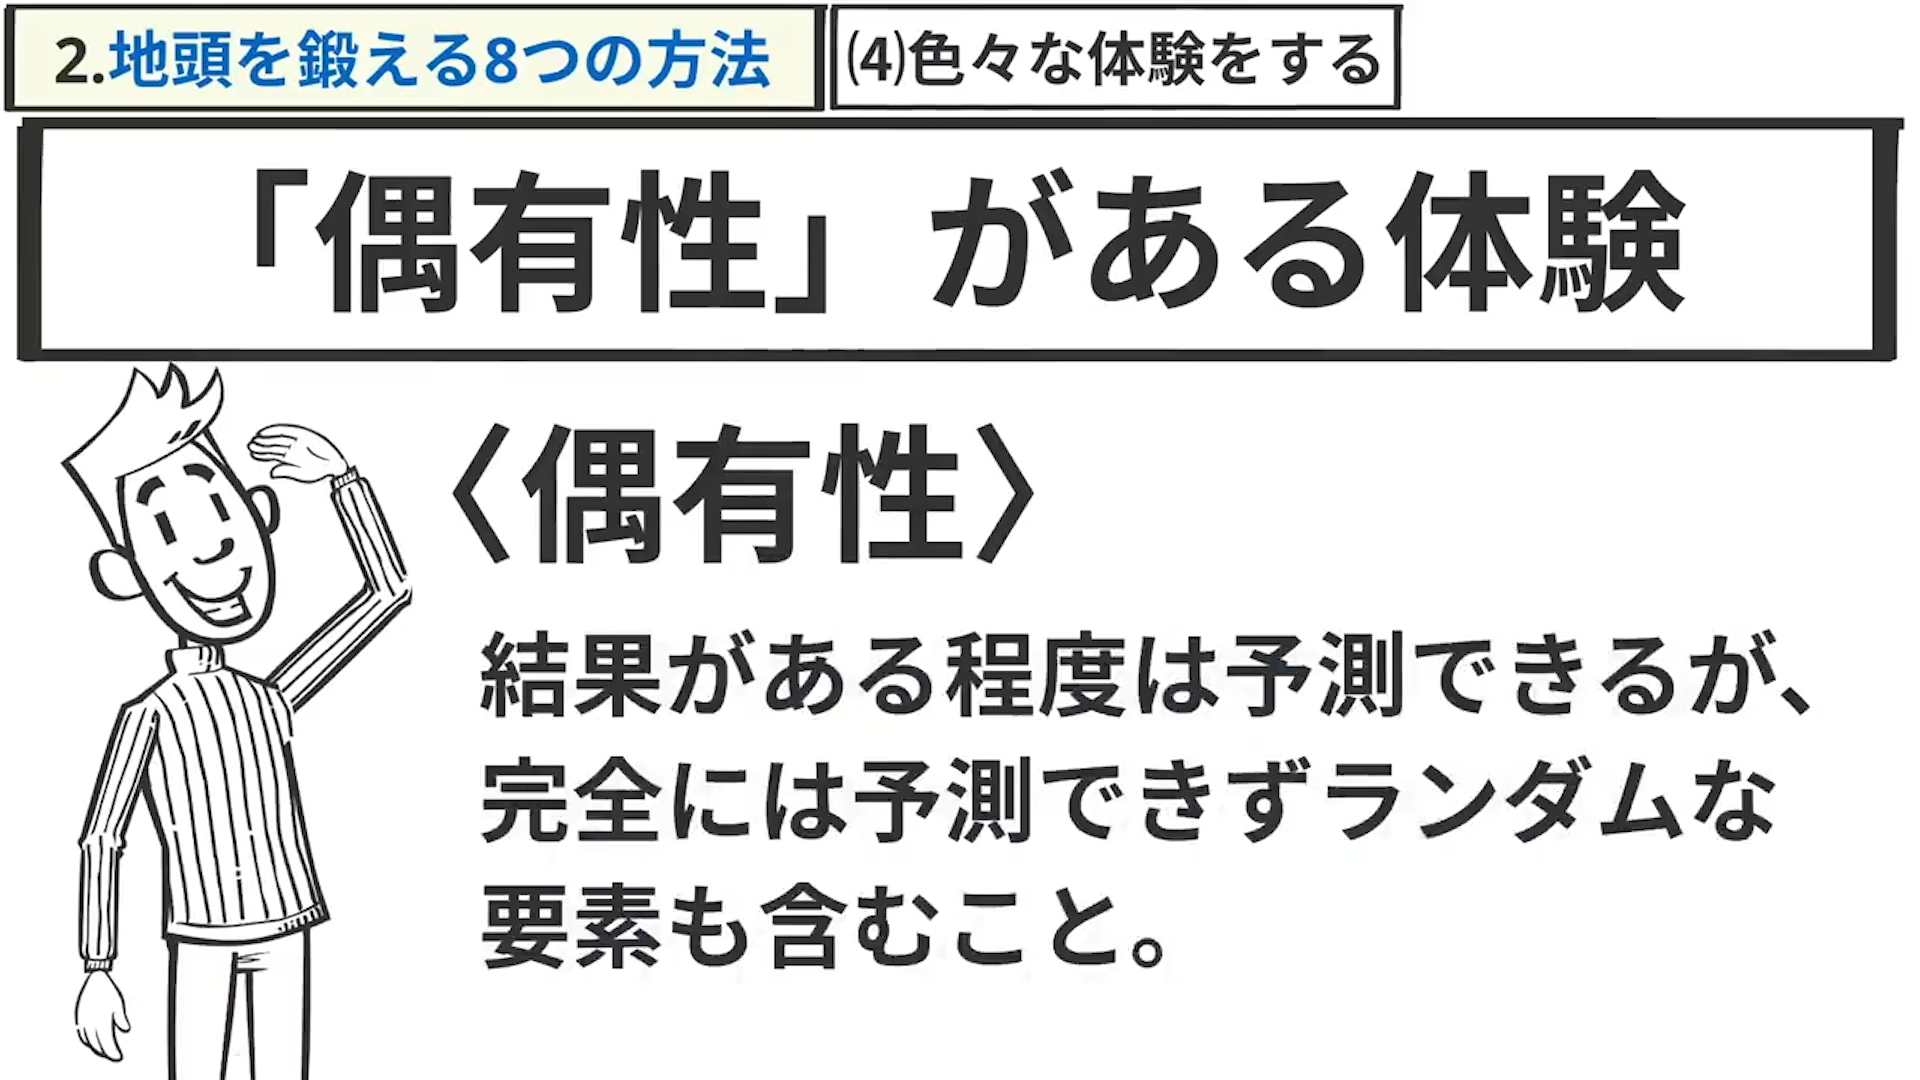 2.地頭を鍛える8つの方法
⑷色々な体験をする
「偶有性」がある体験
〈偶有性〉
結果がある程度は予測できるが、
完全には予測できずランダムな
要素も含むこと。